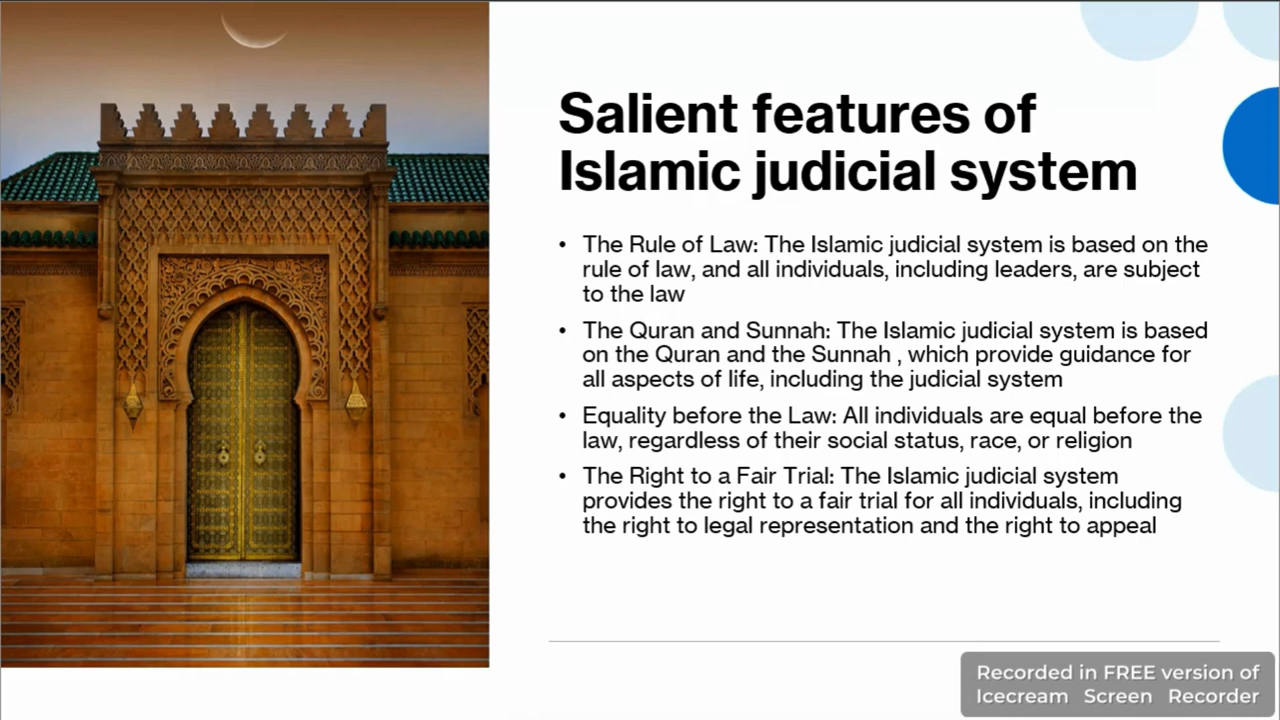 Salient features of
Islamic judicial system
• The Rule of Law: The Islamic judicial system is based on the
rule of law, and all individuals, including leaders, are subject
to the law
• The Quran and Sunnah: The Islamic judicial system is based
on the Quran and the Sunnah , which provide guidance for
all aspects of life, including the judicial system
• Equality before the Law: All individuals are equal before the
law, regardless of their social status, race, or religion
• The Right to a Fair Trial: The Islamic judicial system
provides the right to a fair trial for all individuals, including
the right to legal representation and the right to appeal
Recorded in FREE version of
Icecream Screen Recorder